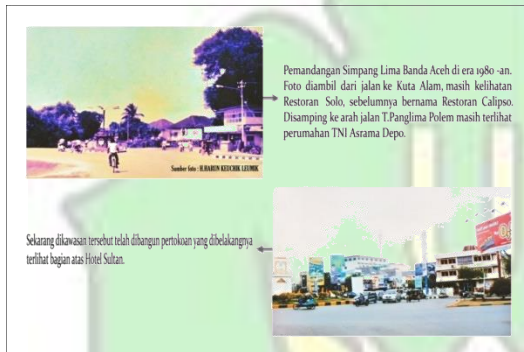 Pemandangan Simpang Lima Banda Aceh di era 1980 -an.
Foto diambil dari jalan ke Kuta Alam, masih kelihatan
Restoran Solo, sebelumnya bernama Restoran Calipso.
Disamping ke arah jalan T.Panglima Polem masih terlihat
perumahan TNI Asrama Depo.
Sumber foto : H.HARUN KEUCHIK LEUMIK
Sekarang dikawasan tersebut telah dibangun pertokoan yang dibelakangnya
terlihat bagian atas Hotel Sultan.